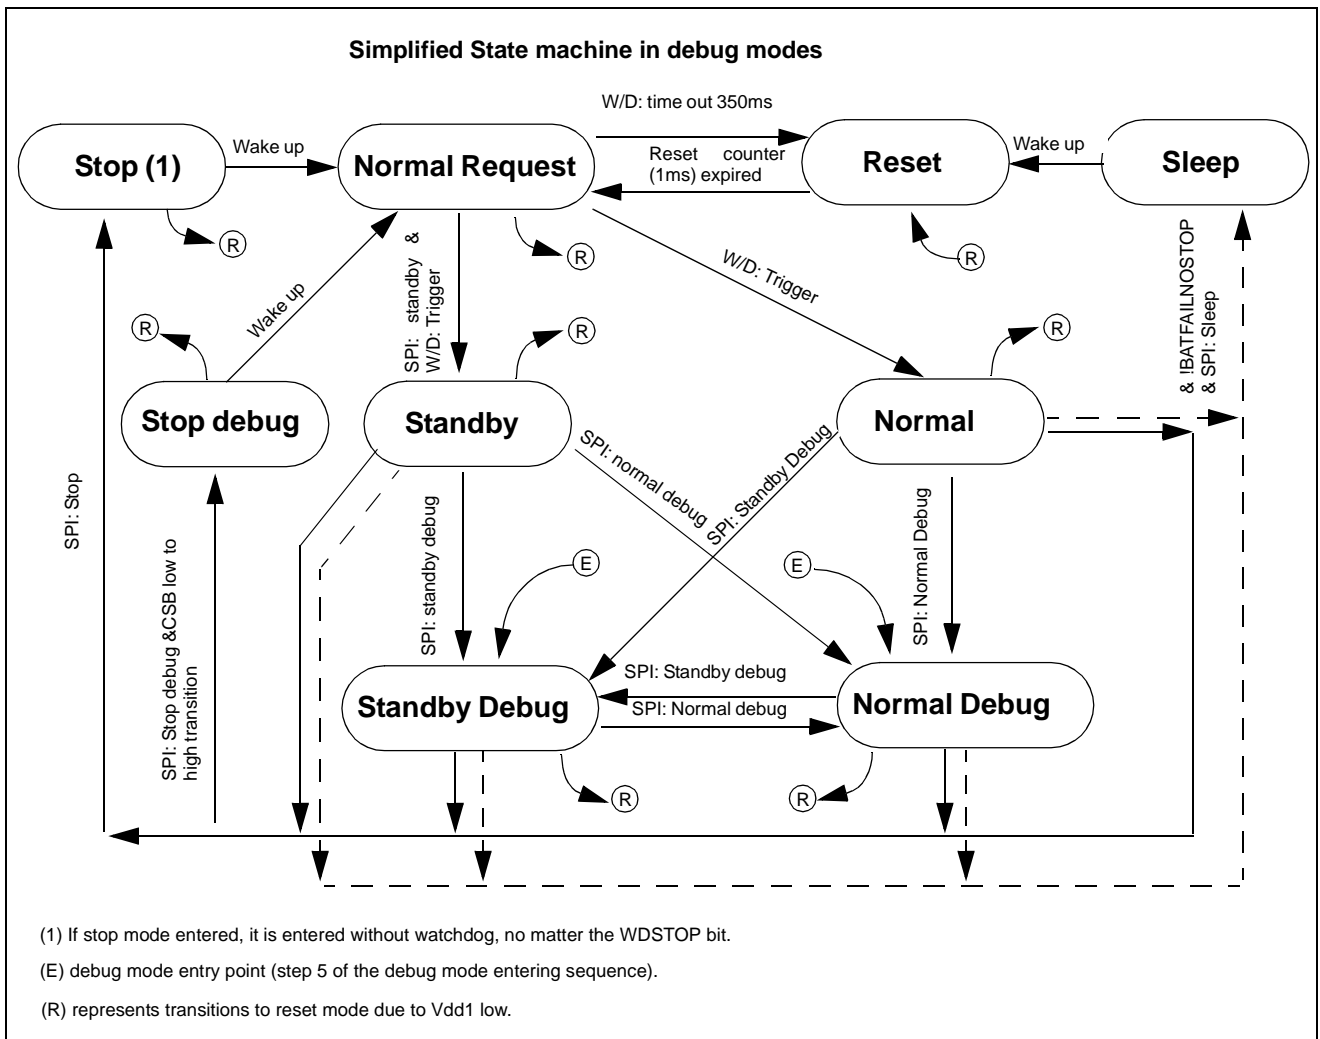 Simplified State machine in debug modes
W/D: time out 350ms
Stop (1)
Wake up
Normal Request
Reset counter
(1ms) expired
Reset
Wake up
Sleep
R
R
R
SPI: standby &
W/D: Trigger
W/D: Trigger
& !BATFAILNOSTOP
& SPI: Sleep
Wake up
R
R
R
Stop debug
Standby
Normal
SPI: Stop
SPI: normal debug
SPI: Standby Debug
SPI: Stop debug &CSB low to
high transition
SPI: standby debug
E
E
SPI: Normal Debug
Standby Debug
SPI: Standby debug
SPI: Normal debug
Normal Debug
R
R
(1) If stop mode entered, it is entered without watchdog, no matter the WDSTOP bit.
(E) debug mode entry point (step 5 of the debug mode entering sequence).
(R) represents transitions to reset mode due to Vdd1 low.